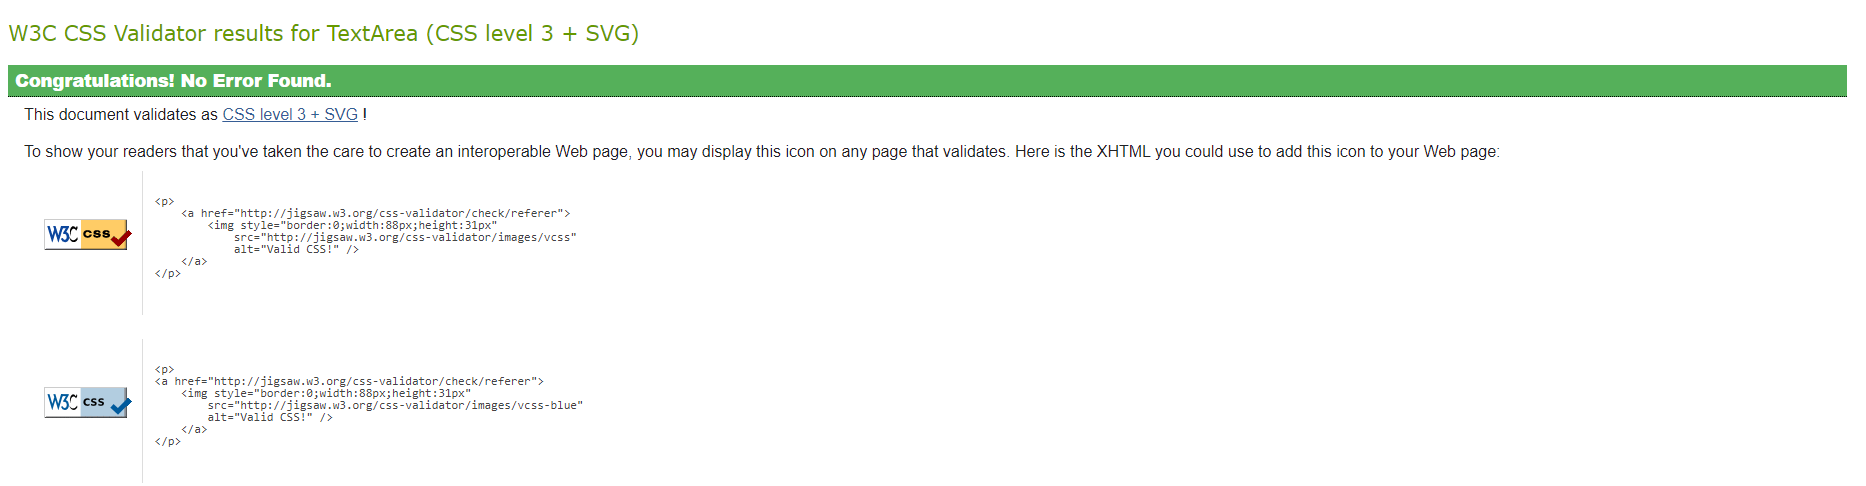 W3C CSS Validator results for TextArea (CSS level 3 + SVG)
Congratulations! No Error Found.
This document validates as CSS level 3 + SVG !
To show your readers that you've taken the care to create an interoperable Web page, you may display this icon on any page that validates. Here is the XHTML you could use to add this icon to your Web page:
W3C css
<p>
    <a href="http://jigsaw.w3.org/css-validator/check/referer">
        <img style="border:0;width:88px;height:31px"
            src="http://jigsaw.w3.org/css-validator/images/vcss"
            alt="Valid CSS!" />
    </a>
</p>
W3C css
<p>
<a href="http://jigsaw.w3.org/css-validator/check/referer">
    <img style="border:0;width:88px;height:31px"
        src="http://jigsaw.w3.org/css-validator/images/vcss-blue"
        alt="Valid CSS!" />
    </a>
</p>